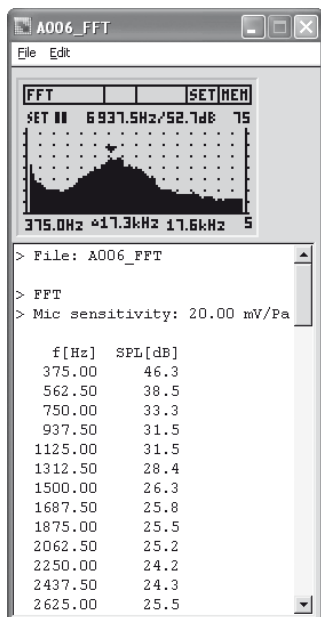 A006_FFT
File Edit
FFT SET MEM
SET 6937.5Hz/52.7dB 75
375.0Hz 17.3kHz 17.6kHz 5
> File: A006_FFT
> FFT
> Mic sensitivity: 20.00 mV/Pa
f[Hz] SPL[dB]
375.00 46.3
562.50 38.5
750.00 33.3
937.50 31.5
1125.00 31.5
1312.50 28.4
1500.00 26.3
1687.50 25.8
1875.00 25.5
2062.50 25.2
2250.00 24.2
2437.50 24.3
2625.00 25.5